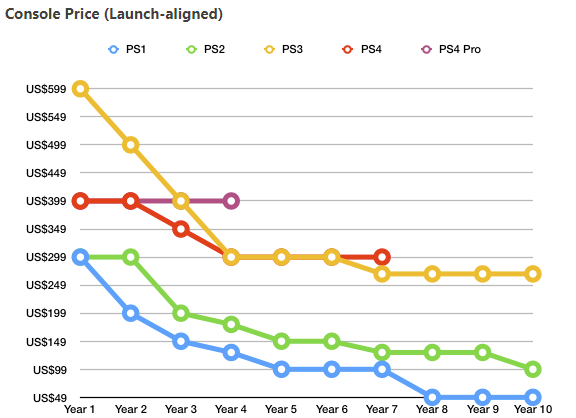 Console Price (Launch-aligned)
PS1 PS2 PS3 PS4 PS4 Pro
US$599
US$549
US$499
US$449
US$399
US$349
US$299
US$249
US$199
US$149
US$99
US$49
Year 1 Year 2 Year 3 Year 4 Year 5 Year 6 Year 7 Year 8 Year 9 Year 10